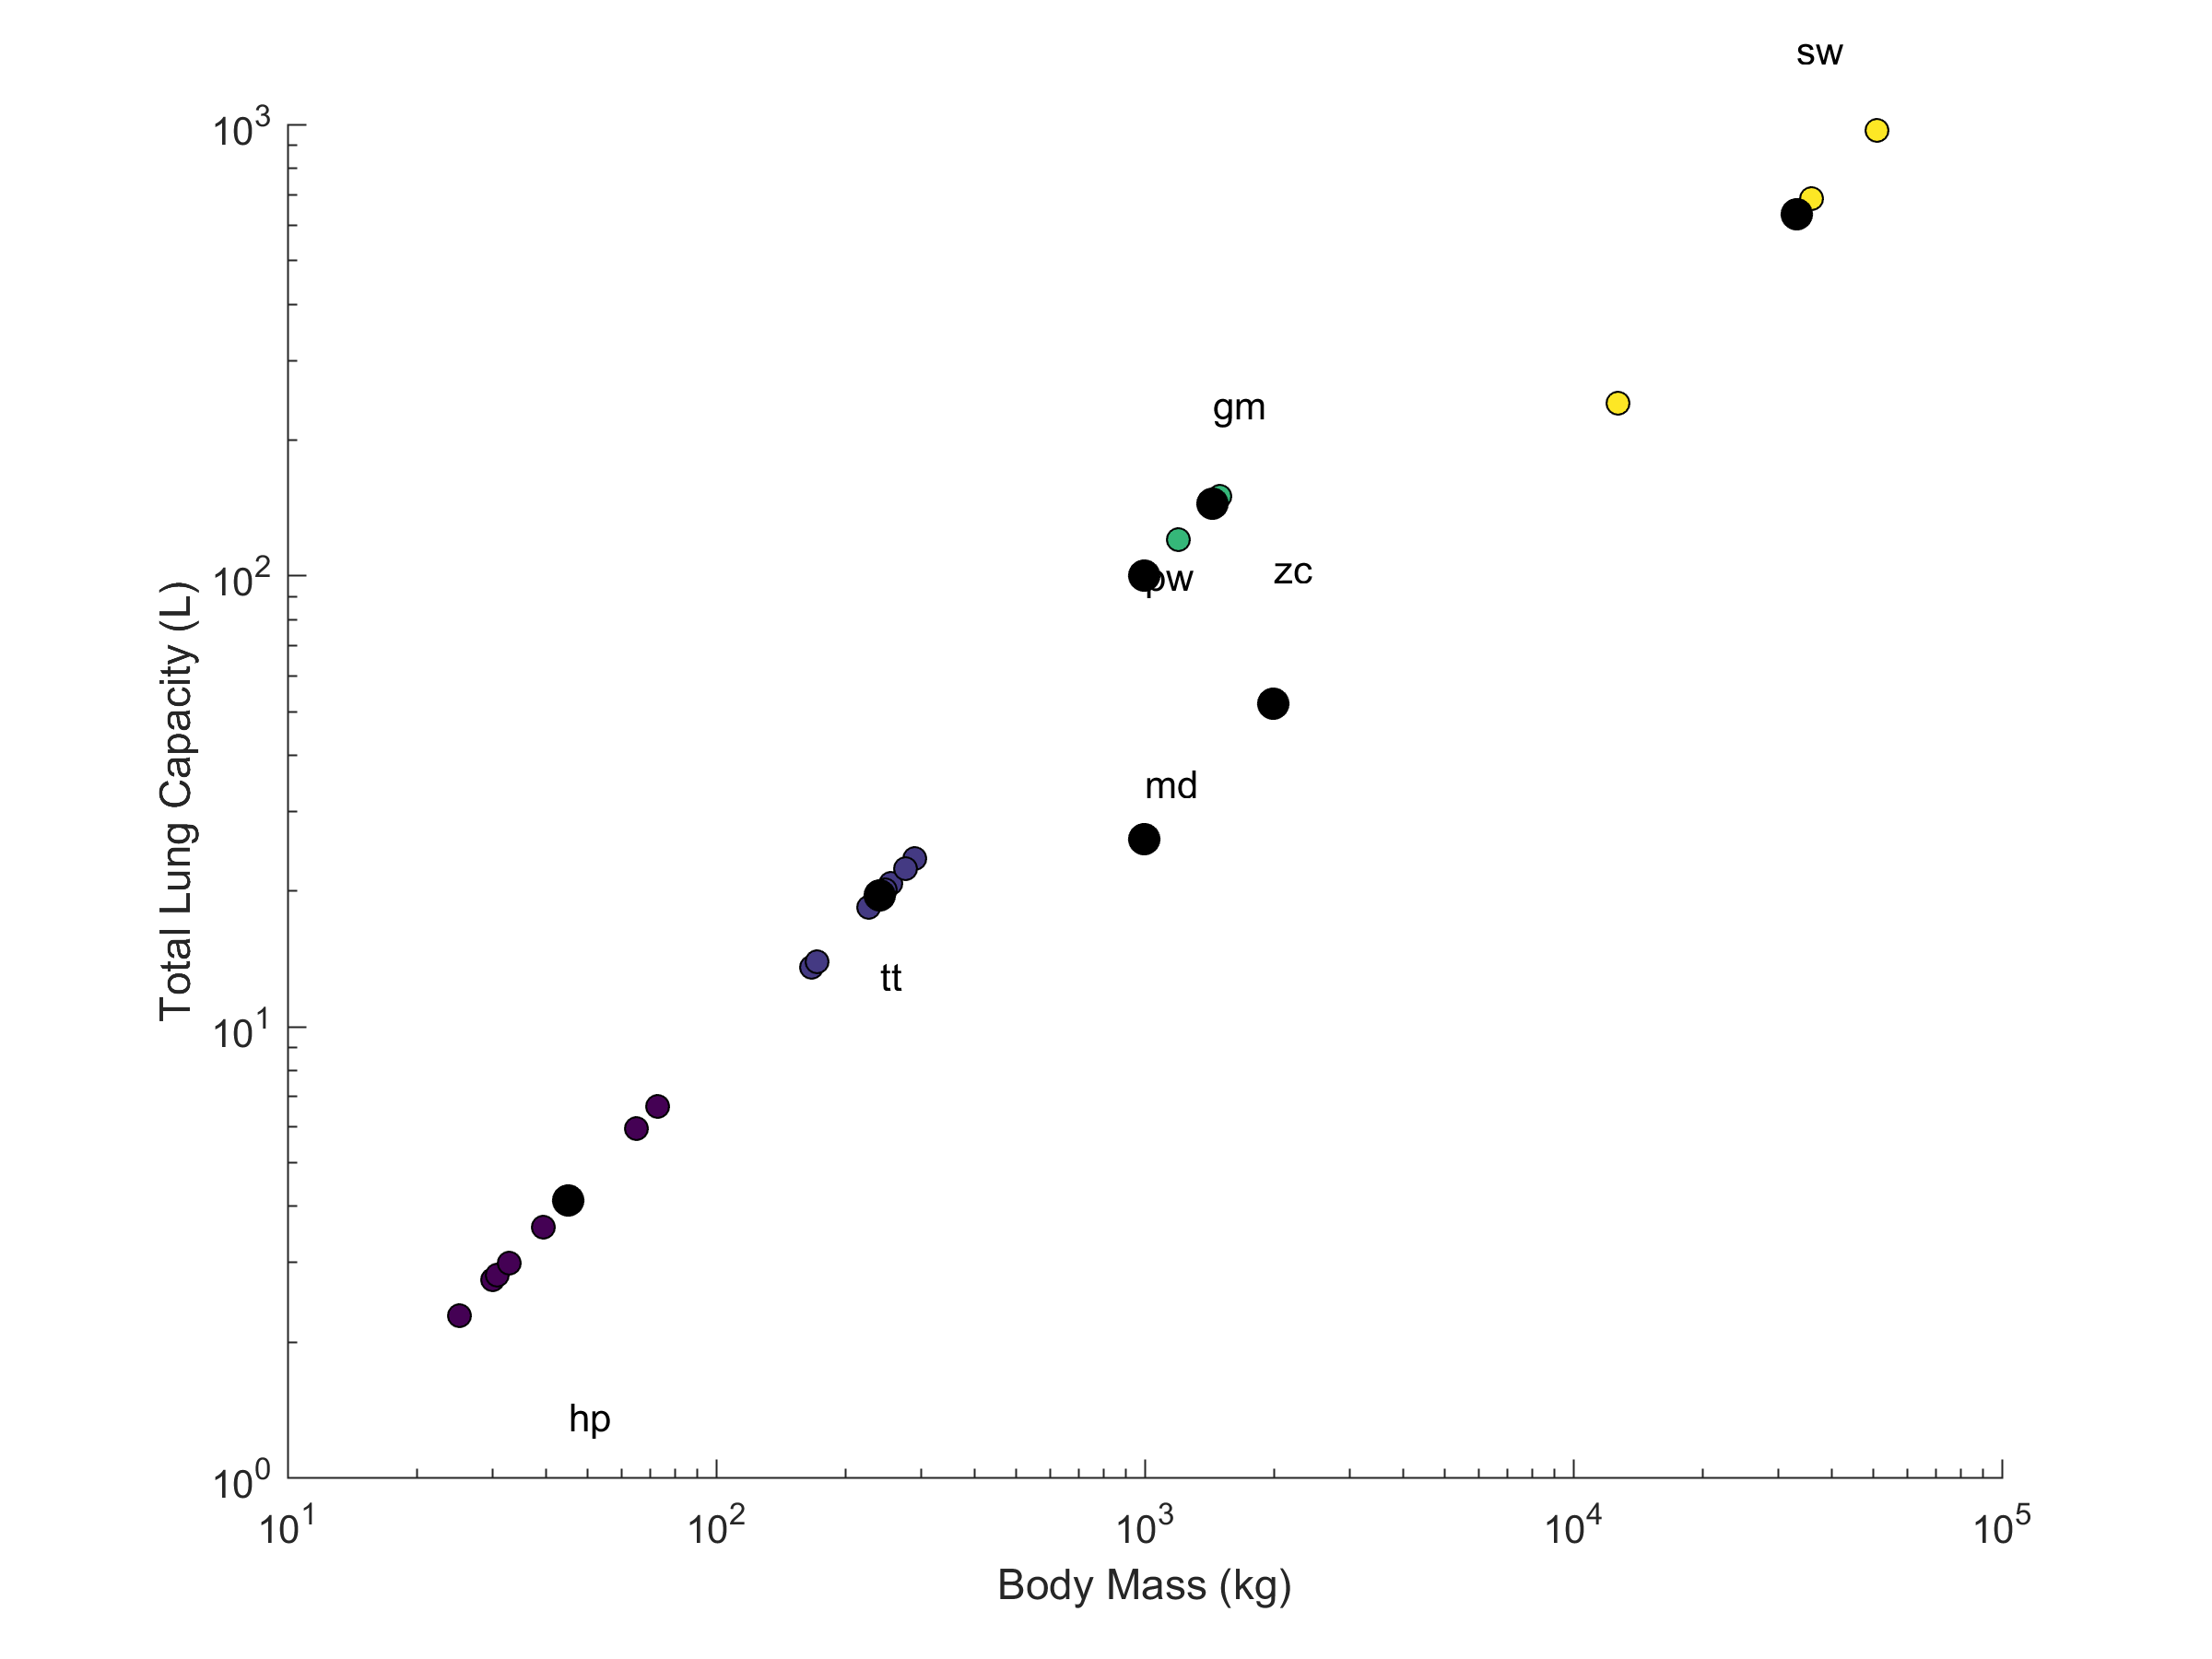 sw
10^3
gm
10^2
pw
zc
Total Lung Capacity (L)
md
tt
10^1
hp
10^0
10^1 10^2 10^3 10^4 10^5
Body Mass (kg)